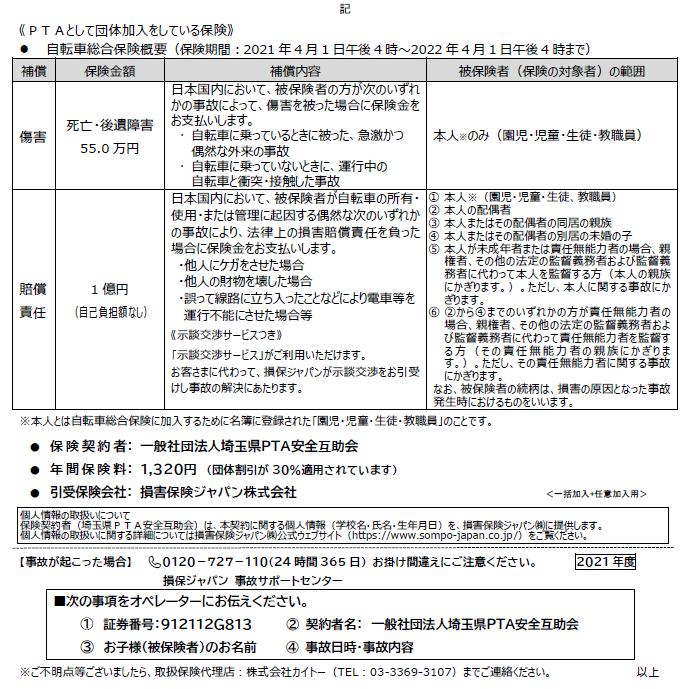 記
《ＰＴＡとして団体加入をしている保険》
● 自転車総合保険概要（保険期間：2021 年４月１日午後４時～2022 年４月１日午後４時まで）
補償 保険金額 補償内容 被保険者（保険の対象者）の範囲
傷害
死亡・後遺障害
55.0 万円
日本国内において、被保険者の方が次のいずれ
かの事故によって、傷害を被った場合に保険金を
お支払いします。
・ 自転車に乗っているときに被った、急激かつ
偶然な外来の事故
・ 自転車に乗っていないときに、運行中の
自転車と衝突・接触した事故
本人※のみ（園児・児童・生徒・教職員）
賠償
責任
１億円
（自己負担額なし）
日本国内において、被保険者が自転車の所有・
使用・または管理に起因する偶然な次のいずれか
の事故により、法律上の損害賠償責任を負った
場合に保険金をお支払いします。
・他人にケガをさせた場合
・他人の財物を壊した場合
・誤って線路に立ち入ったことなどにより電車等を
運行不能にさせた場合等
《示談交渉サービスつき》
「示談交渉サービス」がご利用いただけます。
お客さまに代わって、損保ジャパンが示談交渉をお引受
けし事故の解決にあたります。
① 本人※（園児・児童・生徒、教職員）
② 本人の配偶者
③ 本人またはその配偶者の同居の親族
④ 本人またはその配偶者の別居の未婚の子
⑤ 本人が未成年者または責任無能力者の場合、親
権者、その他の法定の監督義務者および監督義
務者に代わって本人を監督する方（本人の親族
にかぎります。）。ただし、本人に関する事故にか
ぎります。
⑥ ②から④までのいずれかの方が責任無能力者の
場合、親権者、その他の法定の監督義務者およ
び監督義務者に代わって責任無能力者を監督す
る方（その責任無能力者の親族にかぎりま
す。）。ただし、その責任無能力者に関する事故
にかぎります。
なお、被保険者の続柄は、損害の原因となった事故
発生時におけるものをいいます。
※本人とは自転車総合保険に加入するために名簿に登録された「園児・児童・生徒・教職員」のことです。
● 保険契約者： 一般社団法人埼玉県PTA安全互助会
● 年間保険料： 1,320円 （団体割引が 30％適用されています）
● 引受保険会社： 損害保険ジャパン株式会社 ＜一括加入+任意加入用＞
個人情報の取扱いについて
保険契約者（埼玉県ＰＴＡ安全互助会）は、本契約に関する個人情報（学校名・氏名・生年月日）を、損害保険ジャパン㈱に提供します。
個人情報の取扱いに関する詳細については損害保険ジャパン㈱公式ウェブサイト（https://www.sompo-japan.co.jp/）をご覧ください。
【事故が起こった場合】 0120－727－110(24 時間 365 日) お掛け間違えにご注意ください。 2021 年度
損保ジャパン 事故サポートセンター
■次の事項をオペレーターにお伝えください。
① 証券番号：912112G813 ② 契約者名： 一般社団法人埼玉県PTA安全互助会
③ お子様（被保険者）のお名前 ④ 事故日時・事故内容
※ご不明点等ございましたら、取扱保険代理店：株式会社カイトー（TEL：03-3369-3107）までご連絡ください。 以上